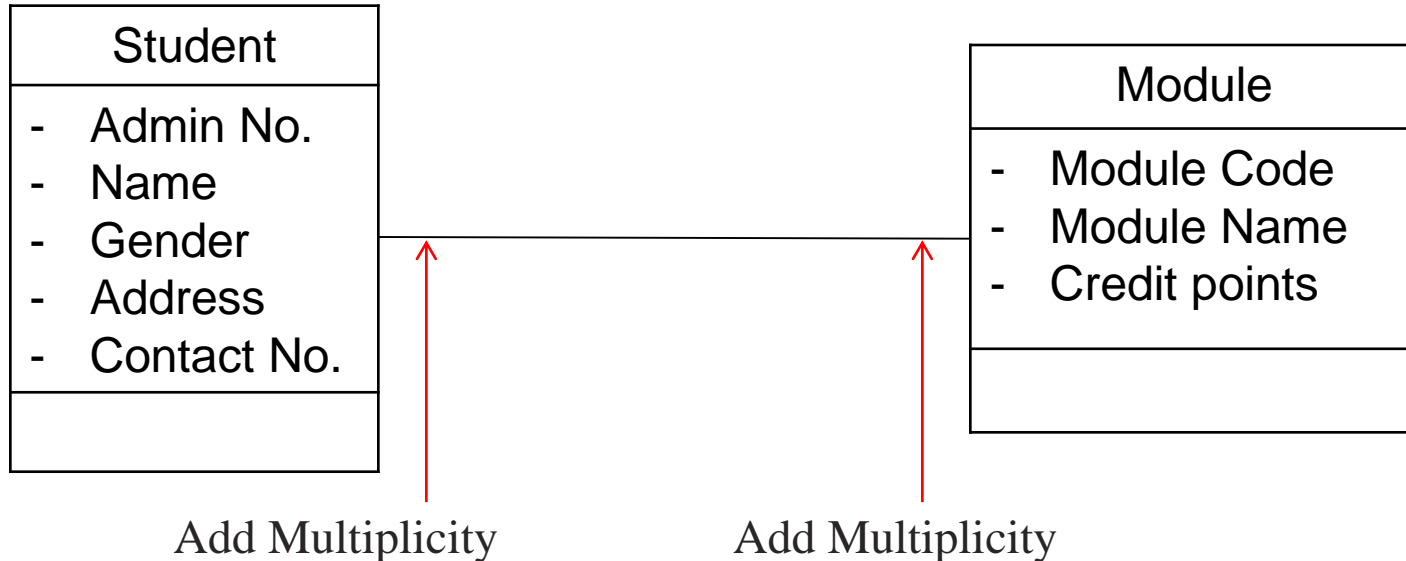 Student
- Admin No.
- Name
- Gender
- Address
- Contact No.
Module
- Module Code
- Module Name
- Credit points
Add Multiplicity
Add Multiplicity